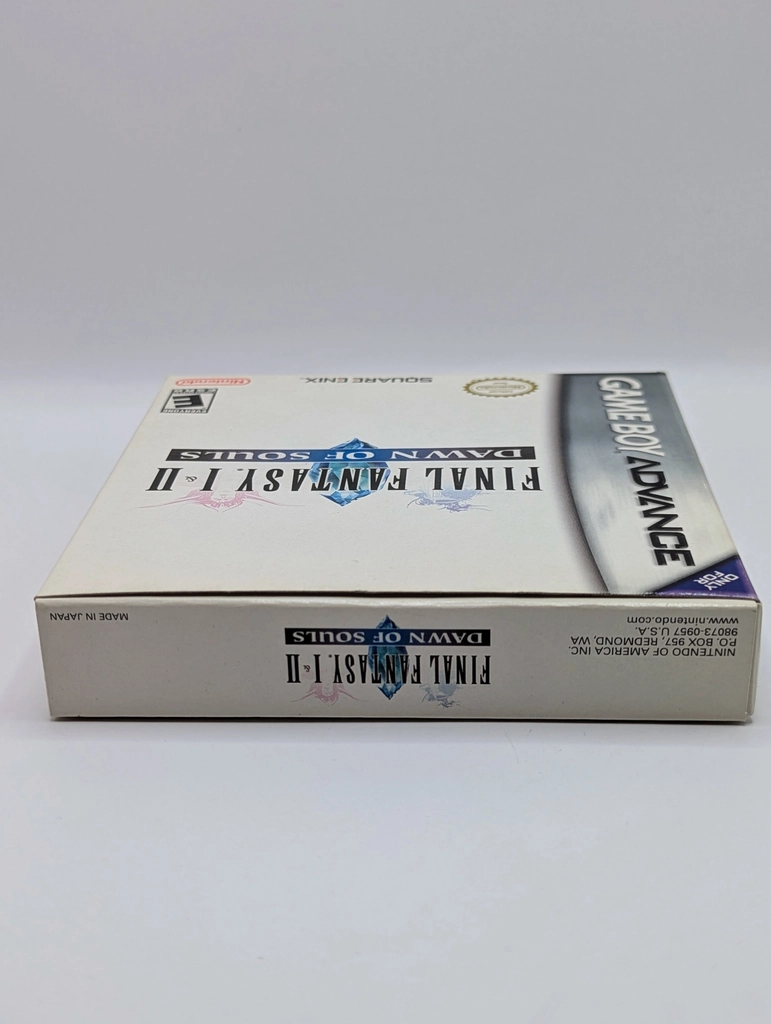 ONLY
FOR
GAME BOY ADVANCE
FINAL FANTASY. I & II
DAWN OF SOULS
SQUARE ENIX.
EVERYONE
E
ESRB
Nintendo®
NINTENDO OF AMERICA INC.
P.O. BOX 957, REDMOND, WA
98073-0957 U.S.A.
www.nintendo.com
FINAL FANTASY. I & II
DAWN OF SOULS
MADE IN JAPAN